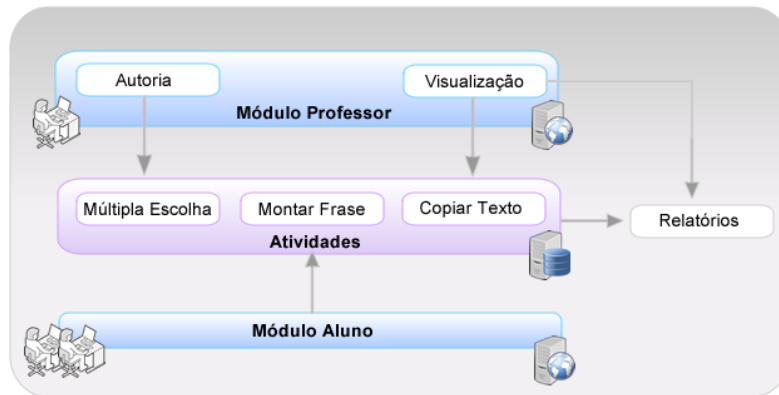 Autoria
Visualização
Módulo Professor
Múltipla Escolha
Montar Frase
Copiar Texto
Relatórios
Atividades
Módulo Aluno